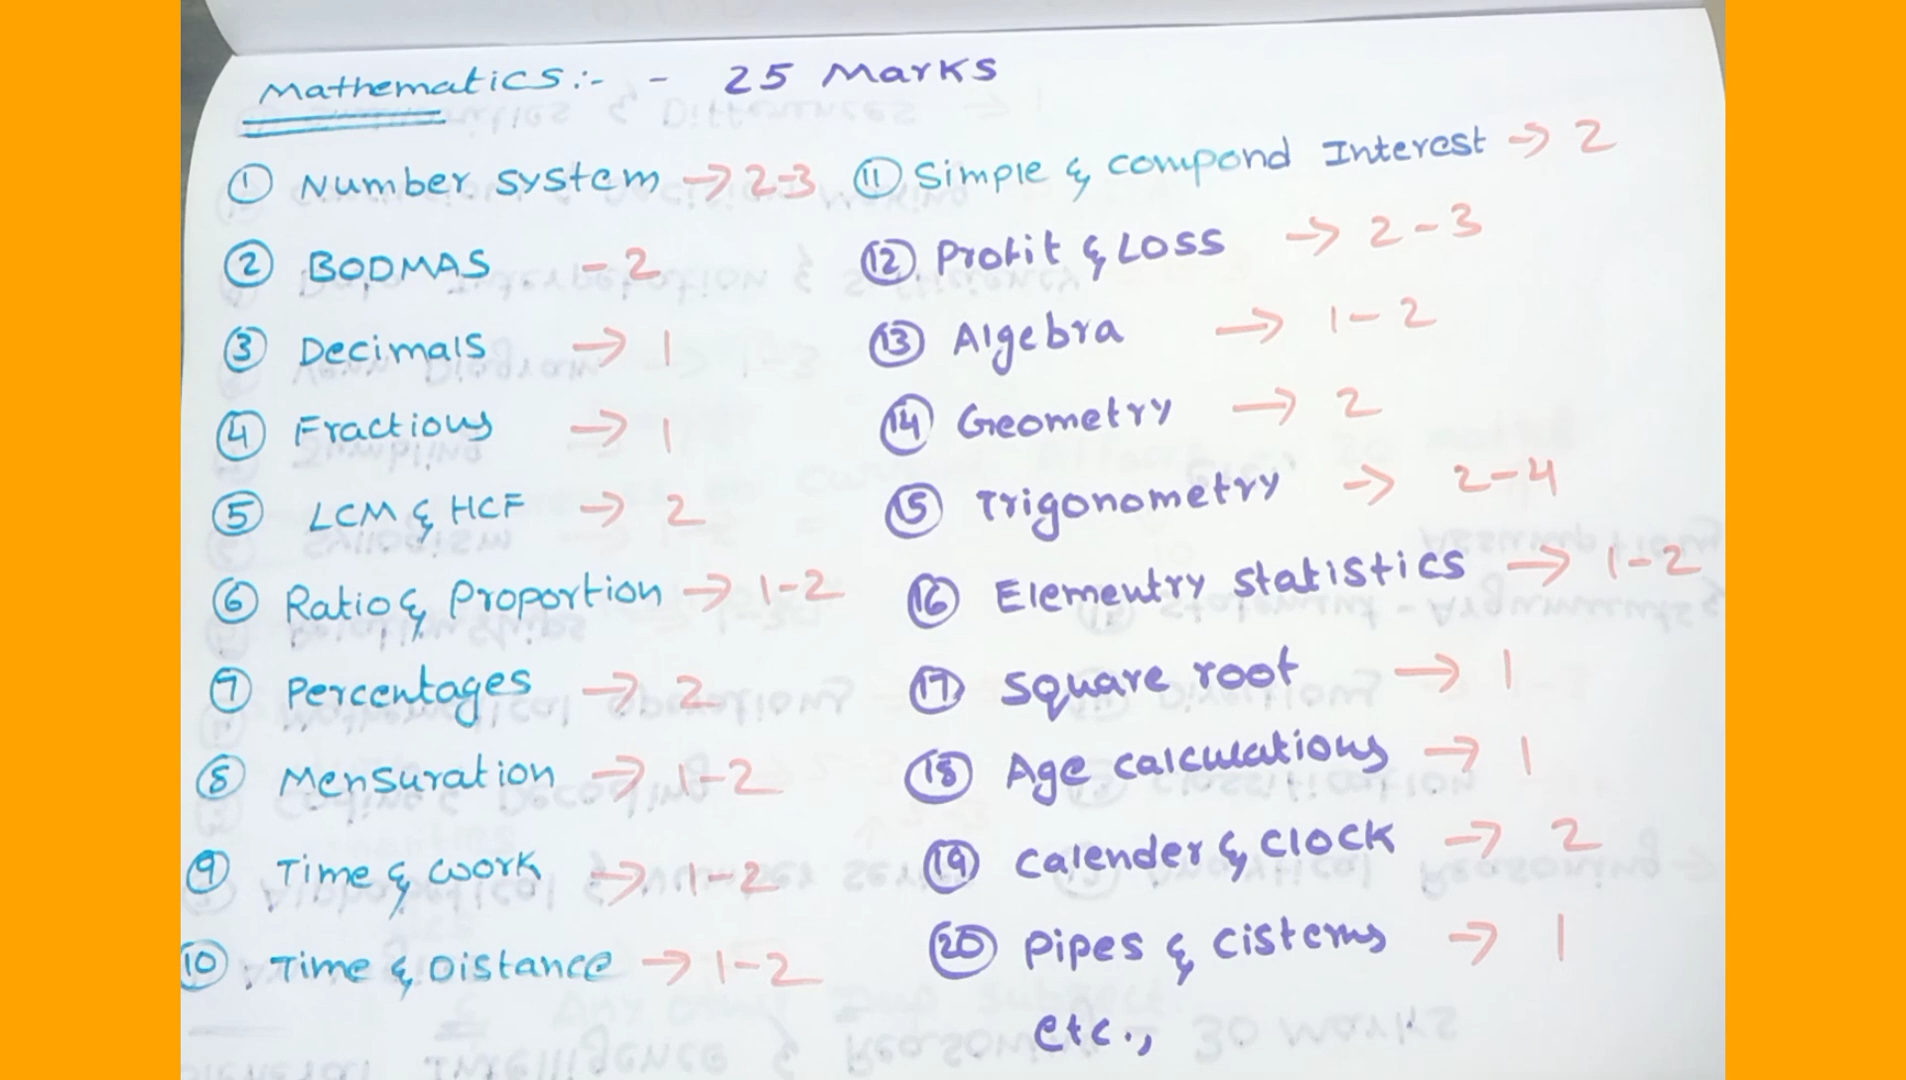 Mathematics:- - 25 Marks
① Number system → 2-3
② BODMAS - 2
③ Decimals → 1
④ Fractions → 1
⑤ LCM & HCF → 2
⑥ Ratio & Proportion → 1-2
⑦ Percentages → 2
⑧ Mensuration → 1-2
⑨ Time & work → 1-2
⑩ Time & Distance → 1-2
⑪ Simple & compond Interest → 2
⑫ Profit & Loss → 2-3
⑬ Algebra → 1-2
⑭ Geometry → 2
⑮ Trigonometry → 2-4
⑯ Elementry statistics → 1-2
⑰ square root → 1
⑱ Age calculations → 1
⑲ calender & clock → 2
⑳ Pipes & cisterns → 1
etc.,